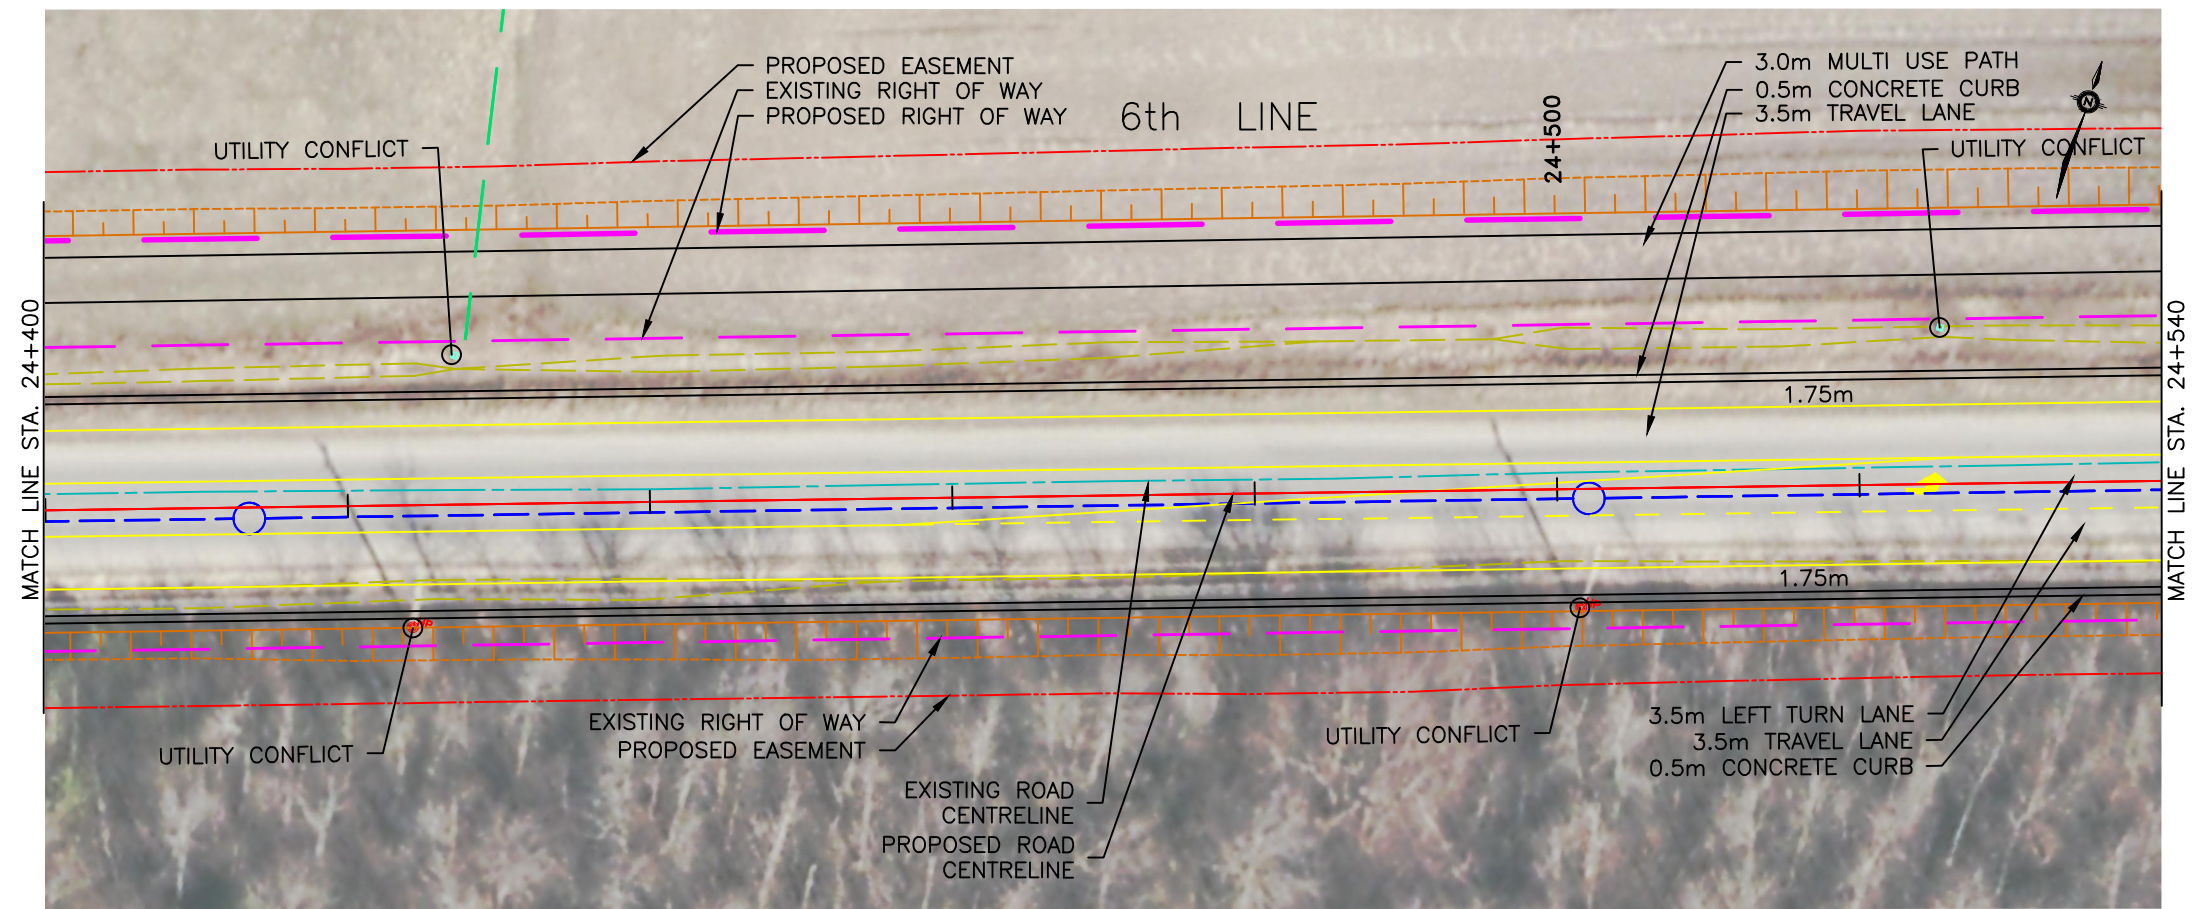 PROPOSED EASEMENT
EXISTING RIGHT OF WAY
PROPOSED RIGHT OF WAY
6th LINE
24+500
3.0m MULTI USE PATH
0.5m CONCRETE CURB
3.5m TRAVEL LANE
N
UTILITY CONFLICT
UTILITY CONFLICT
MATCH LINE STA. 24+400
MATCH LINE STA. 24+540
1.75m
1.75m
UTILITY CONFLICT
EXISTING RIGHT OF WAY
PROPOSED EASEMENT
EXISTING ROAD
CENTRELINE
PROPOSED ROAD
CENTRELINE
UTILITY CONFLICT
3.5m LEFT TURN LANE
3.5m TRAVEL LANE
0.5m CONCRETE CURB